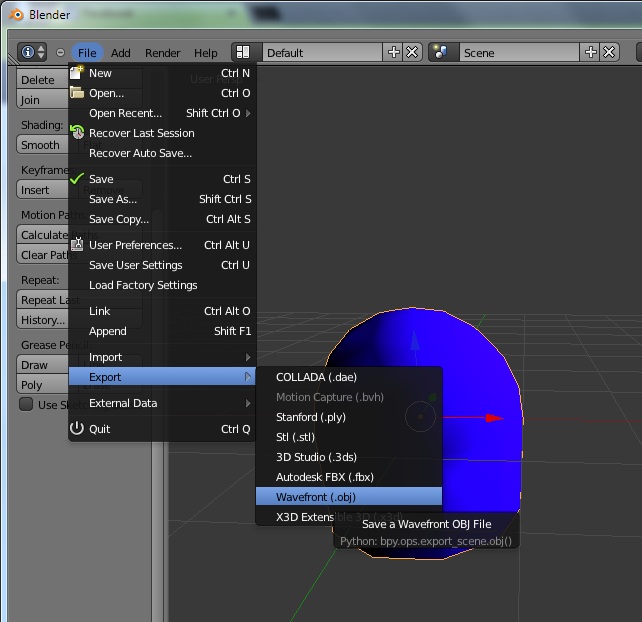 Blender
File Add Render Help Default Scene
Delete
Join
Shading:
Smooth
Keyframe
Insert
Motion Pa
Calculate
Clear Paths
Repeat:
Repeat Last
History...
Grease Pencil:
Draw
Poly
Use Sk
New Ctrl N
Open... Ctrl O
Open Recent... Shift Ctrl O
Recover Last Session
Recover Auto Save...
Save Ctrl S
Save As... Shift Ctrl S
Save Copy... Ctrl Alt S
User Preferences... Ctrl Alt U
Save User Settings Ctrl U
Load Factory Settings
Link Ctrl Alt O
Append Shift F1
Import
Export
External Data
Quit Ctrl Q
COLLADA (.dae)
Motion Capture (.bvh)
Stanford (.ply)
Stl (.stl)
3D Studio (.3ds)
Autodesk FBX (.fbx)
Wavefront (.obj)
X3D Extensible 3D (.x3d)
Save a Wavefront OBJ File
Python: bpy.ops.export_scene.obj()